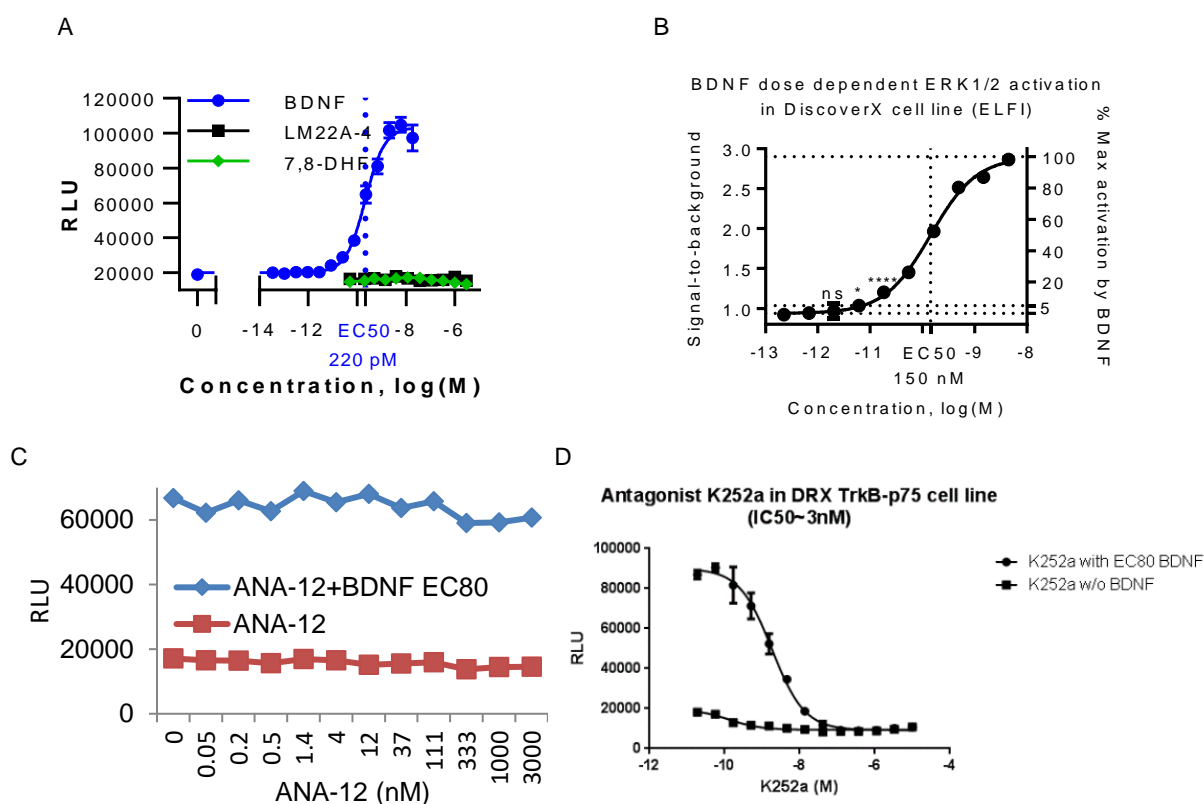 A
120000
100000
80000
60000
40000
20000
RLU
BDNF
LM22A-4
7,8-DHF
0
-14
-12
EC50
-8
-6
220 pM
Concentration, log(M)
B
BDNF dose dependent ERK1/2 activation
in DiscoverX cell line (ELFI)
Signal-to-background
3.0
2.5
2.0
1.5
1.0
ns
*
****
100
80
60
40
20
5
% Max activation by BDNF
-13
-12
-11
EC50
-9
-8
150 nM
Concentration, log(M)
C
60000
40000
20000
0
RLU
ANA-12+BDNF EC80
ANA-12
0
0.05
0.2
0.5
1.4
4
12
37
111
333
1000
3000
ANA-12 (nM)
D
Antagonist K252a in DRX TrkB-p75 cell line
(IC50~3nM)
100000
80000
60000
40000
20000
0
RLU
K252a with EC80 BDNF
K252a w/o BDNF
-12
-10
-8
-6
-4
K252a (M)